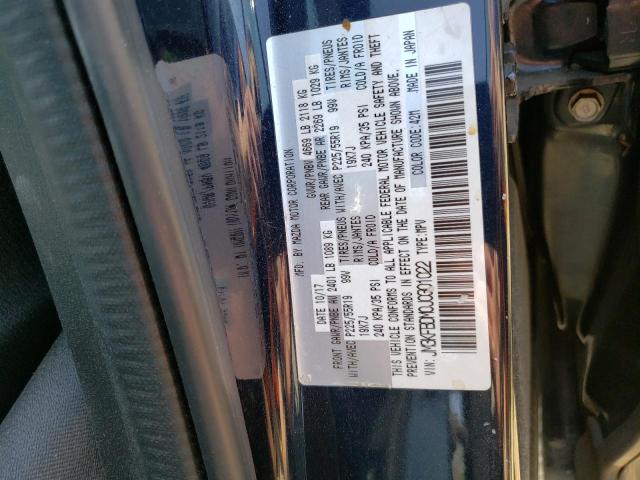 MFD. BY MAZDA MOTOR CORPORATION
10/17 GVWR/PNBV 4669 LB 2118 KG
FRONT GAWR/PNBE AV 2401 LB 1089 KG REAR GAWR/PNBE AR 2269 LB 1029 KG
WITH/AVEC P225/55R19 99V TIRES/PNEUS WITH/AVEC P225/55R19 99V TIRES/PNEUS
19X7J RIMS/JANTES 19X7J RIMS/JANTES
240 KPA/35 PSI COLD/A FROID 240 KPA/35 PSI COLD/A FROID
THIS VEHICLE CONFORMS TO ALL APPLICABLE FEDERAL MOTOR VEHICLE SAFETY AND THEFT
PREVENTION STANDARDS IN EFFECT ON THE DATE OF MANUFACTURE SHOWN ABOVE.
VIN: TYPE:MPV COLOR CODE:42M MADE IN JAPAN